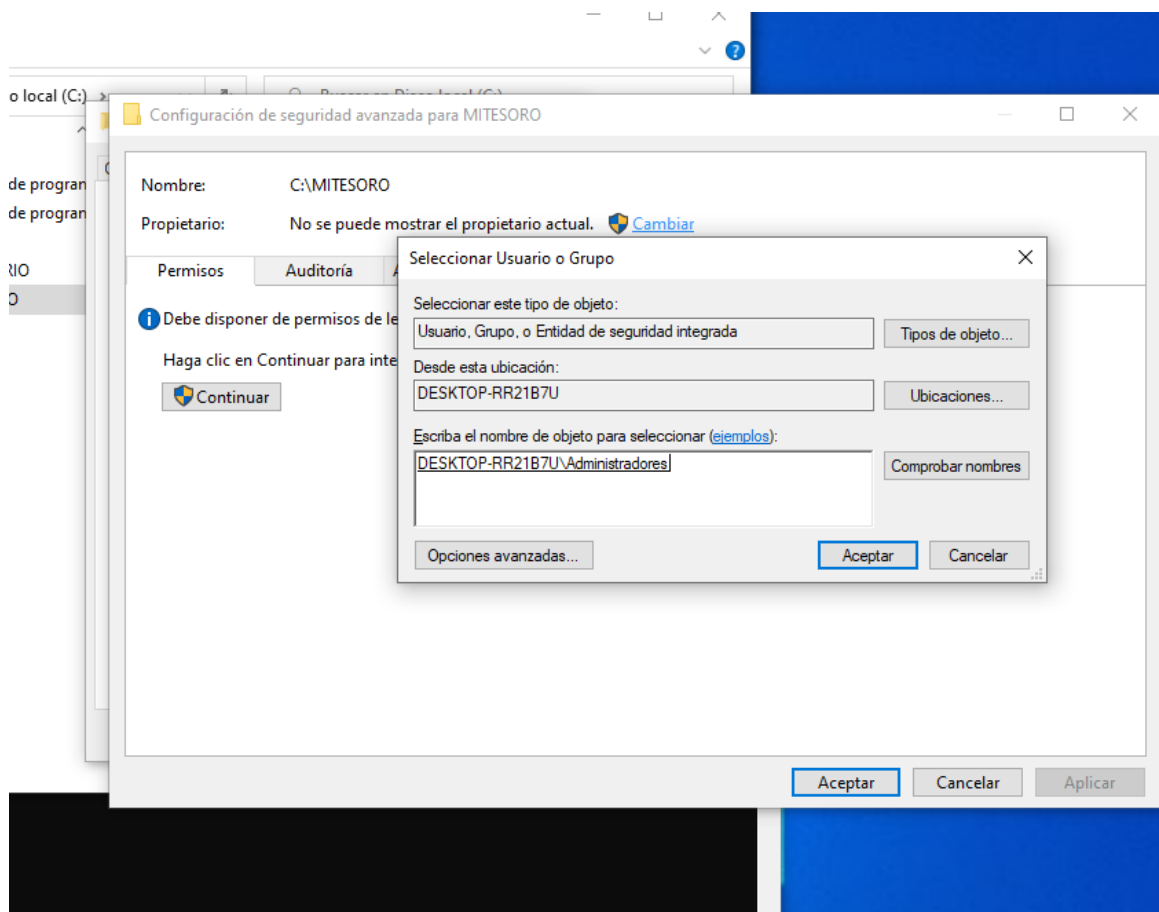 o local (C:)
Configuración de seguridad avanzada para MITESORO
de progran
de progran
RIO
O
Nombre: C:\MITESORO
Propietario: No se puede mostrar el propietario actual. Cambiar
Permisos Auditoría
Debe disponer de permisos de le
Haga clic en Continuar para inte
Continuar
Seleccionar Usuario o Grupo
Seleccionar este tipo de objeto:
Usuario, Grupo, o Entidad de seguridad integrada Tipos de objeto...
Desde esta ubicación:
DESKTOP-RR21B7U Ubicaciones...
Escriba el nombre de objeto para seleccionar (ejemplos):
DESKTOP-RR21B7U\Administradores Comprobar nombres
Opciones avanzadas... Aceptar Cancelar
Aceptar Cancelar Aplicar